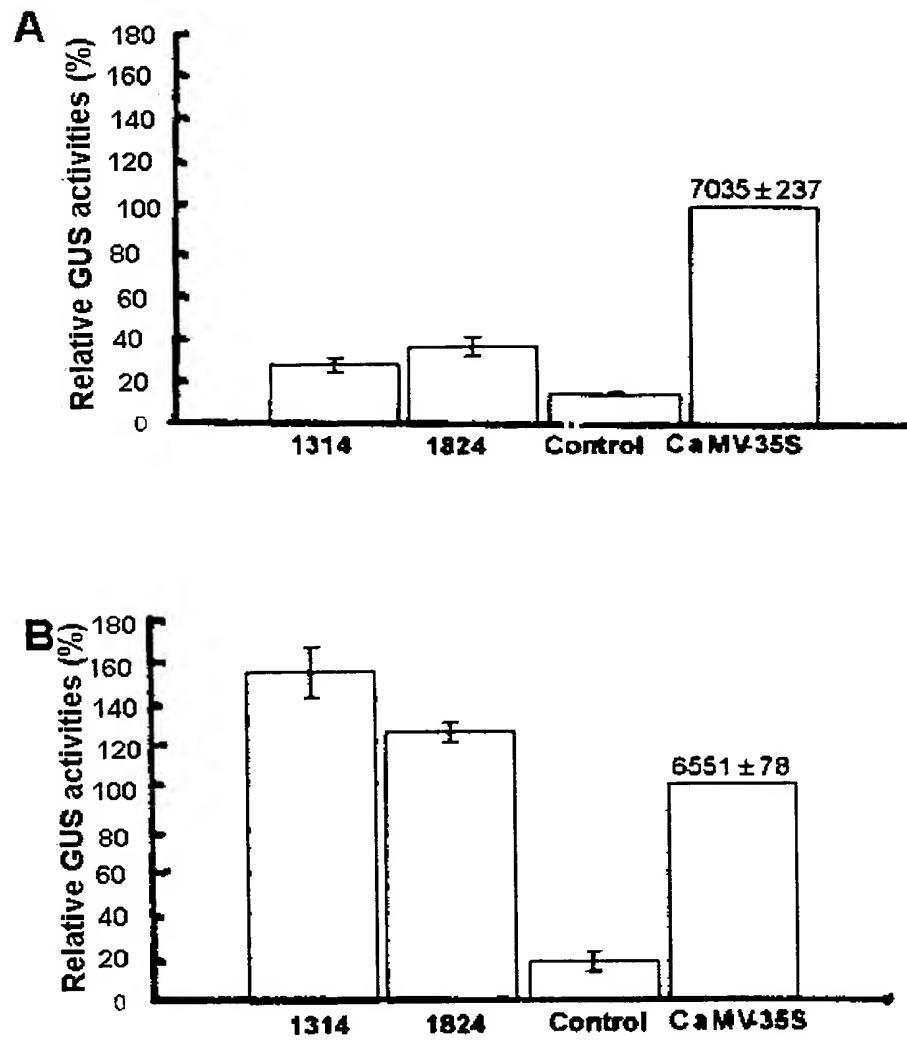 A
Relative GUS activities (%)
180
160
140
120
100
80
60
40
20
0
7035 ± 237
1314 1824 Control CaMV-35S
B
Relative GUS activities (%)
180
160
140
120
100
80
60
40
20
0
6551 ± 78
1314 1824 Control CaMV-35S